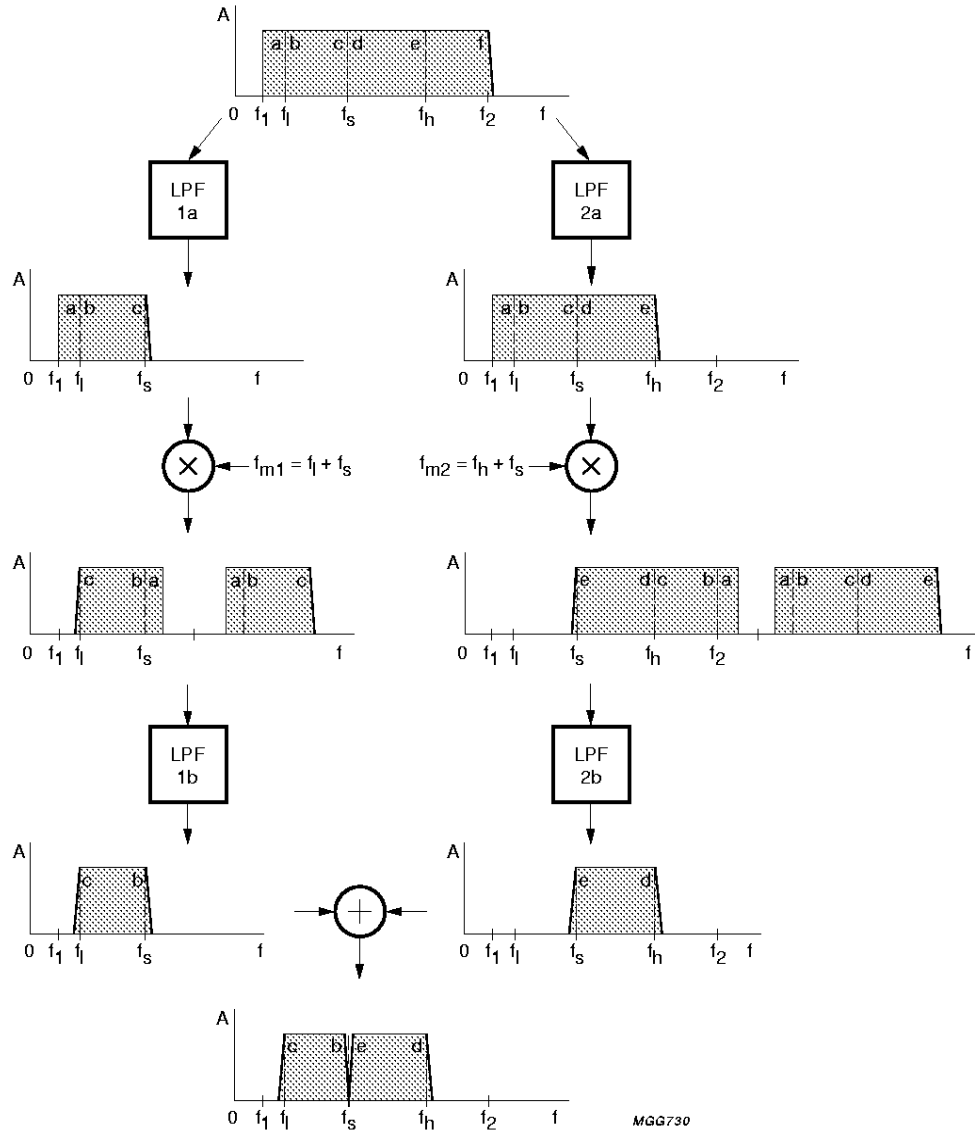 A
a b c d e f
0 f1 fl fs fh f2 f
LPF
1a
LPF
2a
A
a b c
0 f1 fl fs f
A
a b c d e
0 f1 fl fs fh f2 f
fm1 = fl + fs
fm2 = fh + fs
A
c b a a b c
0 f1 fl fs f
A
e d c b a a b c d e
0 f1 fl fs fh f2 f
LPF
1b
LPF
2b
A
c b
0 f1 fl fs f
A
e d
0 f1 fl fs fh f2 f
A
c b e d
0 f1 fl fs fh f2 f
MGG730